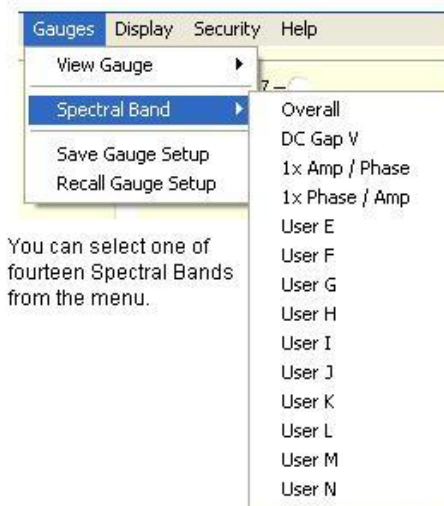 Gauges Display Security Help
View Gauge
7
Spectral Band
Save Gauge Setup
Recall Gauge Setup
Overall
DC Gap V
1x Amp / Phase
1x Phase / Amp
User E
User F
User G
User H
User I
User J
User K
User L
User M
User N
You can select one of
fourteen Spectral Bands
from the menu.